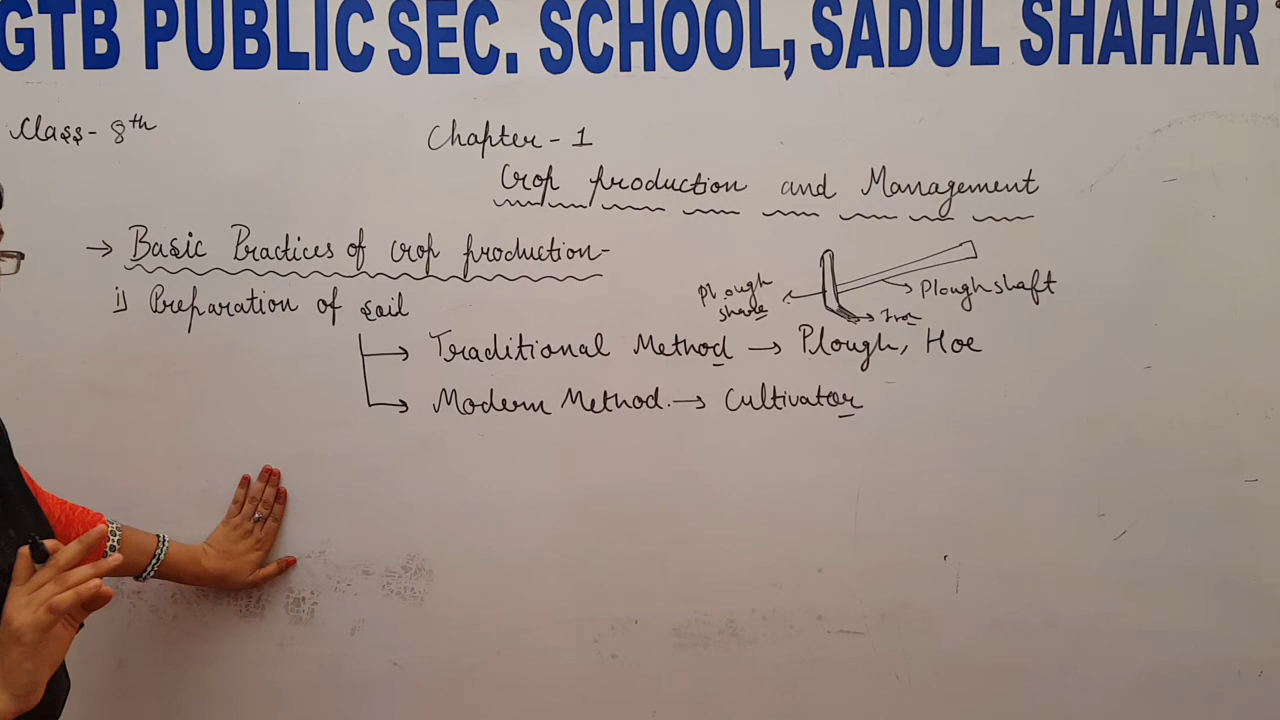 GTB PUBLIC SEC. SCHOOL, SADUL SHAHAR
Class- 8th
Chapter - 1
Crop production and Management
→ Basic Practices of crop production-
i) Preparation of soil
Plough share
Plough shaft
Iron
→ Traditional Method → Plough, Hoe
→ Modern Method. → Cultivator